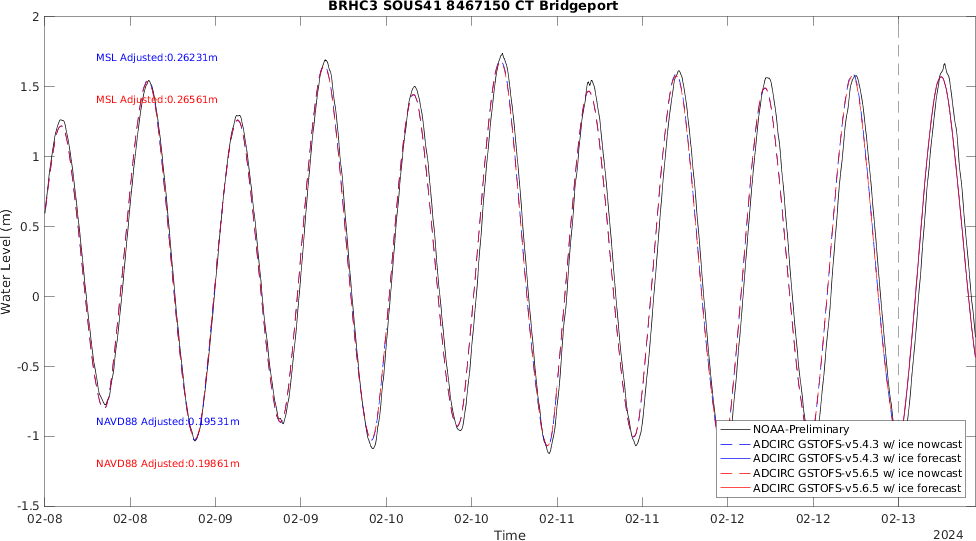 BRHC3 SOUS41 8467150 CT Bridgeport
2
MSL Adjusted:0.26231m
1.5
MSL Adjusted:0.26561m
1
0.5
Water Level (m)
0
-0.5
NAVD88 Adjusted:0.19531m
-1
NAVD88 Adjusted:0.19861m
-1.5
NOAA-Preliminary
ADCIRC GSTOFS-v5.4.3 w/ ice nowcast
ADCIRC GSTOFS-v5.4.3 w/ ice forecast
ADCIRC GSTOFS-v5.6.5 w/ ice nowcast
ADCIRC GSTOFS-v5.6.5 w/ ice forecast
02-08 02-08 02-09 02-09 02-10 02-10 02-11 02-11 02-12 02-12 02-13
Time
2024